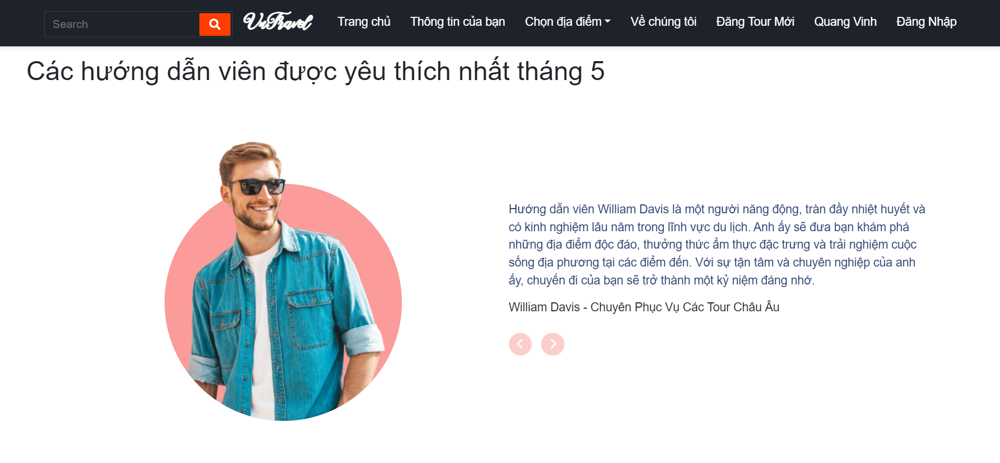 Search
VuTravel
Trang chủ
Thông tin của bạn
Chọn địa điểm
Về chúng tôi
Đăng Tour Mới
Quang Vinh
Đăng Nhập
Các hướng dẫn viên được yêu thích nhất tháng 5
Hướng dẫn viên William Davis là một người năng động, tràn đầy nhiệt huyết và
có kinh nghiệm lâu năm trong lĩnh vực du lịch. Anh ấy sẽ đưa bạn khám phá
những địa điểm độc đáo, thưởng thức ẩm thực đặc trưng và trải nghiệm cuộc
sống địa phương tại các điểm đến. Với sự tận tâm và chuyên nghiệp của anh
ấy, chuyến đi của bạn sẽ trở thành một kỷ niệm đáng nhớ.
William Davis - Chuyên Phục Vụ Các Tour Châu Âu